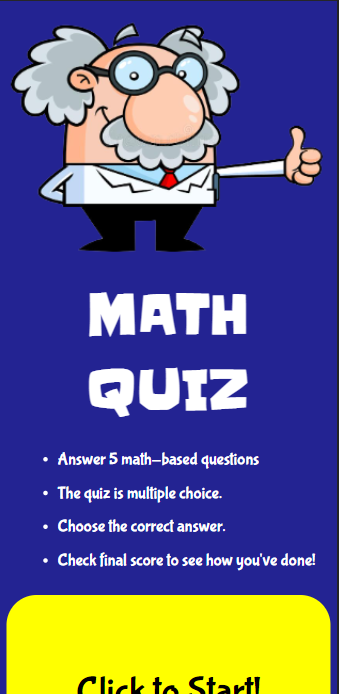 MATH
QUIZ
• Answer 5 math-based questions
• The quiz is multiple choice.
• Choose the correct answer.
• Check final score to see how you've done!
Click to Start!